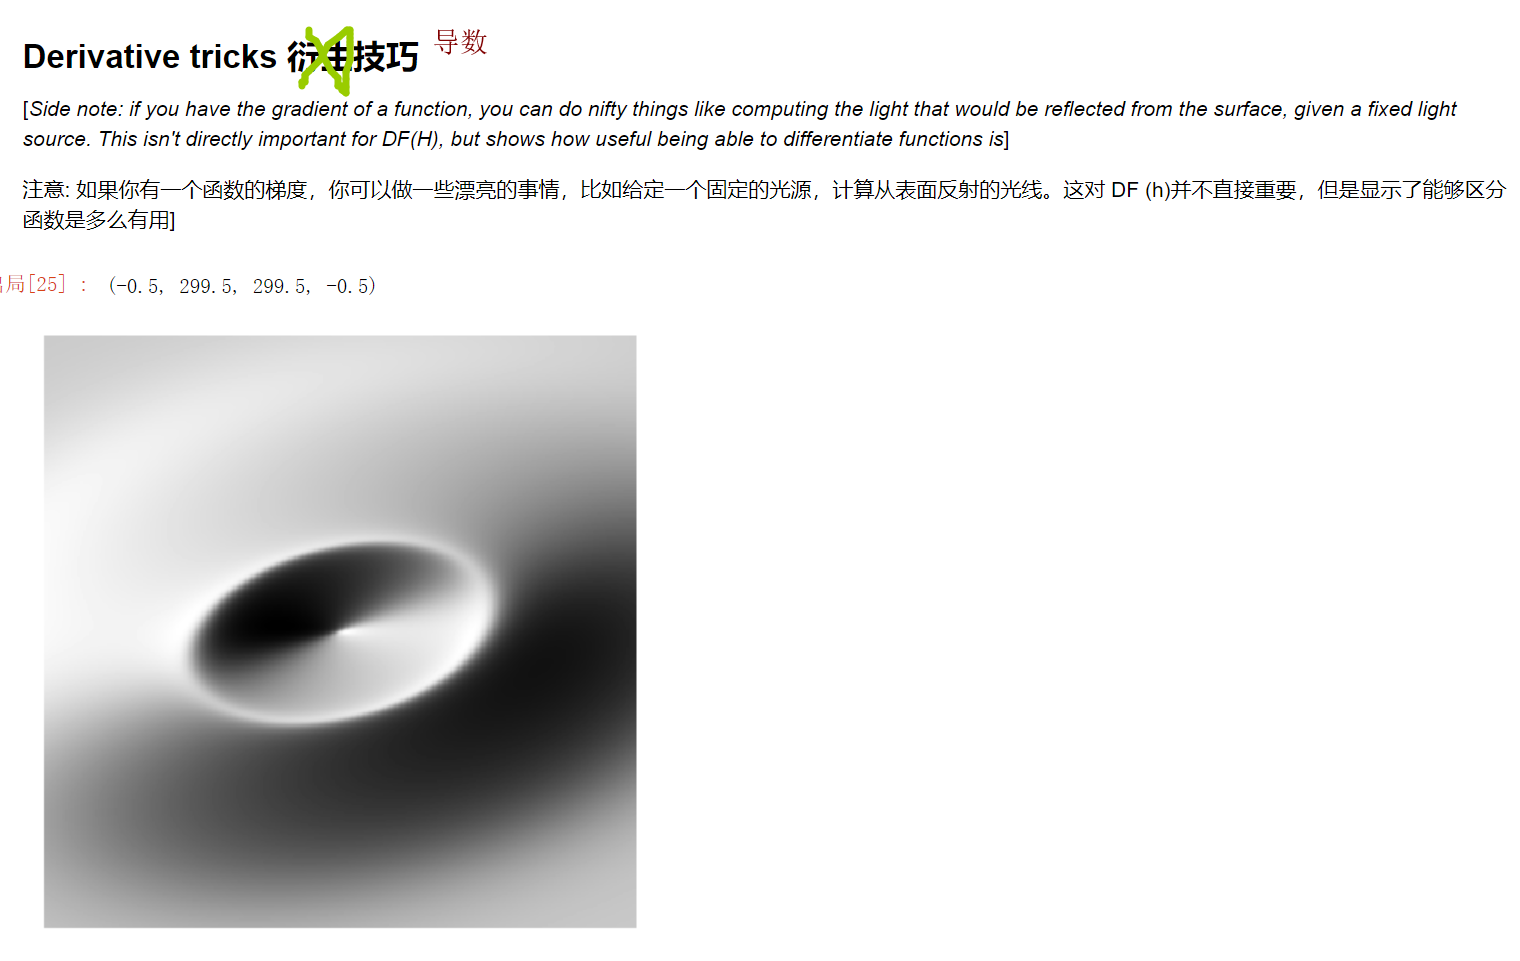 Derivative tricks 衍生技巧 导数
[Side note: if you have the gradient of a function, you can do nifty things like computing the light that would be reflected from the surface, given a fixed light
source. This isn't directly important for DF(H), but shows how useful being able to differentiate functions is]
注意: 如果你有一个函数的梯度，你可以做一些漂亮的事情，比如给定一个固定的光源，计算从表面反射的光线。这对 DF (h)并不直接重要，但是显示了能够区分
函数是多么有用]
局[25] : (-0.5, 299.5, 299.5, -0.5)